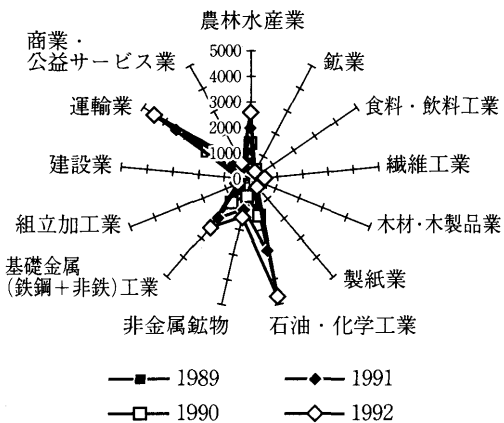 農林水産業
商業・
公益サービス業
鉱業
運輸業
食料・飲料工業
建設業
繊維工業
組立加工業
木材・木製品業
基礎金属
(鉄鋼＋非鉄)工業
製紙業
非金属鉱物
石油・化学工業
5000
4000
3000
2000
1000
0
1989
1991
1990
1992